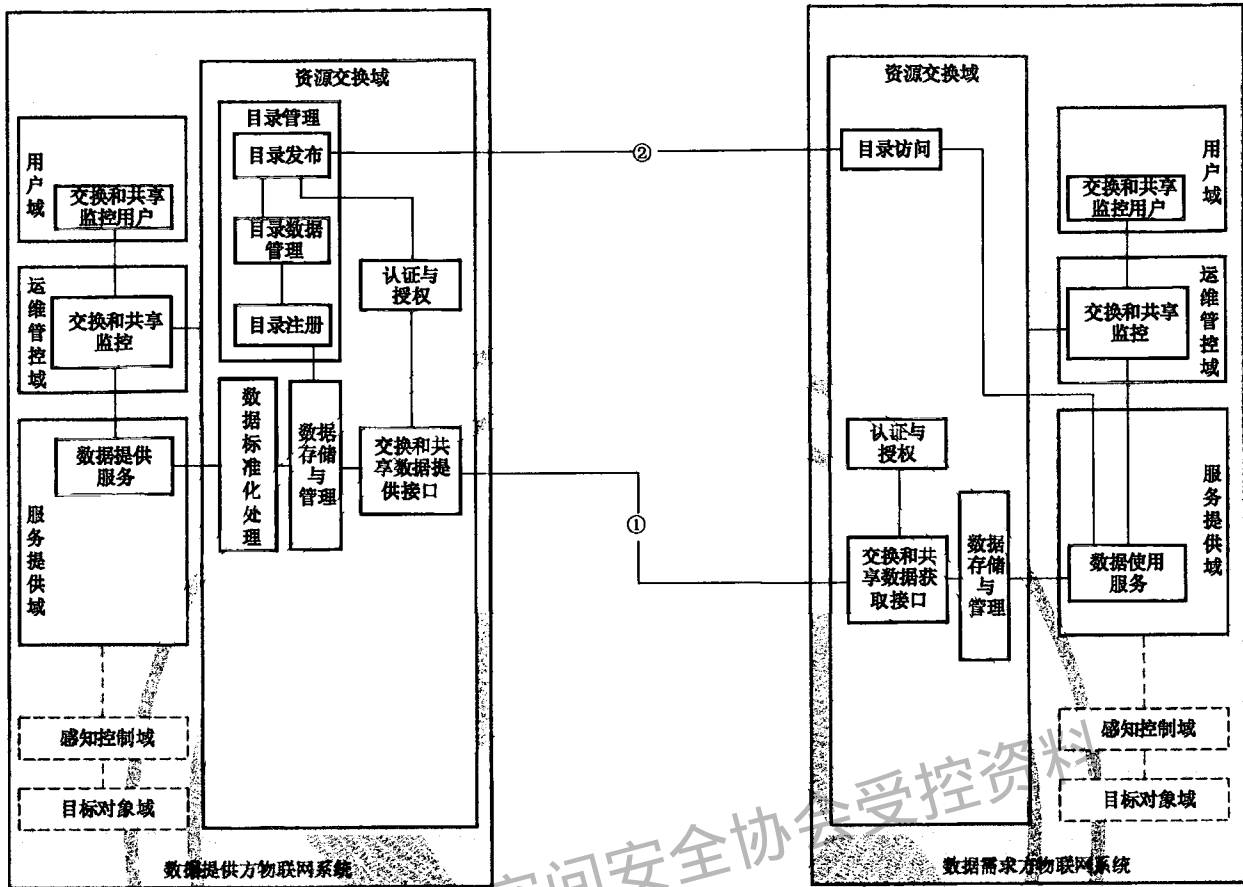 资源交换域
目录管理
目录发布
目录数据
管理
目录注册
认证与
授权
用户域
交换和共享
监控用户
运维管控域
交换和共享
监控
服务提供域
数据提供
服务
数据标准化处理
数据
存储
与
管理
交换和共
享数据提
供接口
感知控制域
目标对象域
数据提供方物联网系统
②
①
资源交换域
目录访问
认证与
授权
交换和共
享数据获
取接口
数据
存储
与
管理
用户域
交换和共享
监控用户
运维管控域
交换和共享
监控
服务提供域
数据使用
服务
感知控制域
目标对象域
数据需求方物联网系统
空间安全协会受控资料